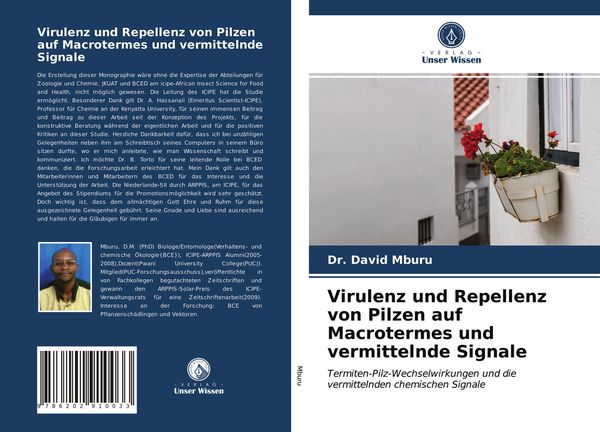 Virulenz und Repellenz von Pilzen
auf Macrotermes und vermittelnde
Signale
Die Erstellung dieser Monographie wäre ohne die Expertise der Abteilungen für
Zoologie und Chemie, JKUAT und BCED am icipe-African Insect Science for Food
and Health, nicht möglich gewesen. Die Leitung des ICIPE hat die Studie
ermöglicht. Besonderer Dank gilt Dr. A. Hassanali (Emeritus Scientist-ICIPE),
Professor für Chemie an der Kenyatta University, für seinen immensen Beitrag
und Beitrag zu dieser Arbeit seit der Konzeption des Projekts, für die
konstruktive Beratung während der eigentlichen Arbeit und für die positiven
Kritiken an dieser Studie. Herzliche Dankbarkeit dafür, dass ich bei unzähligen
Gelegenheiten neben ihm am Schreibtisch seines Computers in seinem Büro
sitzen durfte, wo er mich anleitete, wie man Wissenschaft schreibt und
kommuniziert. Ich möchte Dr. B. Torto für seine leitende Rolle bei BCED
danken, die die Forschungsarbeit erleichtert hat. Mein Dank gilt auch den
Mitarbeiterinnen und Mitarbeitern des BCED für das Interesse und die
Unterstützung der Arbeit. Die Niederlande-SII durch ARPPIS, am ICIPE, für das
Angebot des Stipendiums für die Promotionsmöglichkeit wird sehr geschätzt.
Doch wichtig ist, dass dem allmächtigen Gott Ehre und Ruhm für diese
ausgezeichnete Gelegenheit gebührt. Seine Gnade und Liebe sind ausreichend
und halten für die Gläubigen für immer an.
Mburu, D.M. (PhD) Biologe/Entomologe(Verhaltens- und
chemische Ökologie{BCE}), ICIPE-ARPPIS Alumni(2005-
2008),Dozent(Pwani University College(PUC)).
Mitglied(PUC-Forschungsausschuss),veröffentlichte in
von Fachkollegen begutachteten Zeitschriften und
gewann den ARPPIS-Solar-Preis des ICIPE-
Verwaltungsrats für eine Zeitschriftenarbeit(2009).
Interesse an der Forschung: BCE von
Pflanzenschädlingen und Vektoren.
9 786202 910033
VERLAG
Unser Wissen
Mburu
VERLAG
Unser Wissen
Dr. David Mburu
Virulenz und Repellenz
von Pilzen auf
Macrotermes und
vermittelnde Signale
Termiten-Pilz-Wechselwirkungen und die
vermittelnden chemischen Signale